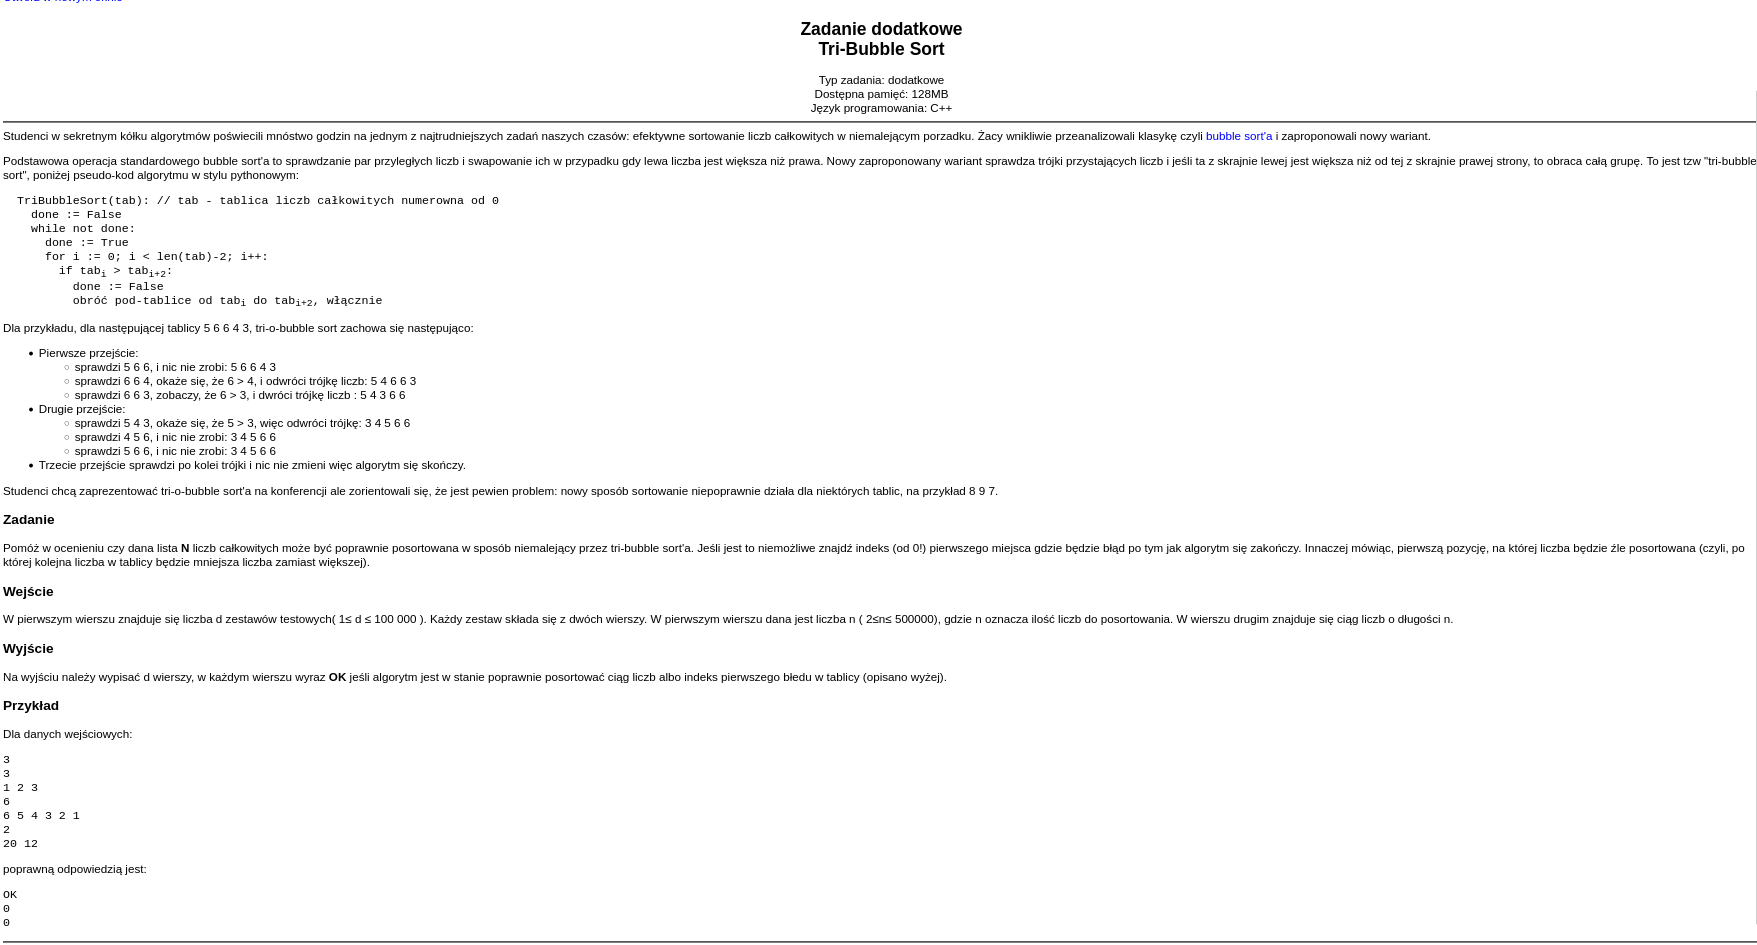 Otwórz w nowym oknie
Zadanie dodatkowe
Tri-Bubble Sort
Typ zadania: dodatkowe
Dostępna pamięć: 128MB
Język programowania: C++
Studenci w sekretnym kółku algorytmów poświecili mnóstwo godzin na jednym z najtrudniejszych zadań naszych czasów: efektywne sortowanie liczb całkowitych w niemalejącym porzadku. Żacy wnikliwie przeanalizowali klasykę czyli bubble sort'a i zaproponowali nowy wariant.
Podstawowa operacja standardowego bubble sort'a to sprawdzanie par przyległych liczb i swapowanie ich w przypadku gdy lewa liczba jest większa niż prawa. Nowy zaproponowany wariant sprawdza trójki przystających liczb i jeśli ta z skrajnie lewej jest większa niż od tej z skrajnie prawej strony, to obraca całą grupę. To jest tzw "tri-bubble
sort", poniżej pseudo-kod algorytmu w stylu pythonowym:
TriBubbleSort(tab): // tab - tablica liczb całkowitych numerowna od 0
done := False
while not done:
done := True
for i := 0; i < len(tab)-2; i++:
if tabi > tabi+2:
done := False
obróć pod-tablice od tabi do tabi+2, włącznie
Dla przykładu, dla następującej tablicy 5 6 6 4 3, tri-o-bubble sort zachowa się następująco:
• Pierwsze przejście:
○ sprawdzi 5 6 6, i nic nie zrobi: 5 6 6 4 3
○ sprawdzi 6 6 4, okaże się, że 6 > 4, i odwróci trójkę liczb: 5 4 6 6 3
○ sprawdzi 6 6 3, zobaczy, że 6 > 3, i dwróci trójkę liczb : 5 4 3 6 6
• Drugie przejście:
○ sprawdzi 5 4 3, okaże się, że 5 > 3, więc odwróci trójkę: 3 4 5 6 6
○ sprawdzi 4 5 6, i nic nie zrobi: 3 4 5 6 6
○ sprawdzi 5 6 6, i nic nie zrobi: 3 4 5 6 6
• Trzecie przejście sprawdzi po kolei trójki i nic nie zmieni więc algorytm się skończy.
Studenci chcą zaprezentować tri-o-bubble sort'a na konferencji ale zorientowali się, że jest pewien problem: nowy sposób sortowanie niepoprawnie działa dla niektórych tablic, na przykład 8 9 7.
Zadanie
Pomóż w ocenieniu czy dana lista N liczb całkowitych może być poprawnie posortowana w sposób niemalejący przez tri-bubble sort'a. Jeśli jest to niemożliwe znajdź indeks (od 0!) pierwszego miejsca gdzie będzie błąd po tym jak algorytm się zakończy. Innaczej mówiąc, pierwszą pozycję, na której liczba będzie źle posortowana (czyli, po
której kolejna liczba w tablicy będzie mniejsza liczba zamiast większej).
Wejście
W pierwszym wierszu znajduje się liczba d zestawów testowych( 1≤ d ≤ 100 000 ). Każdy zestaw składa się z dwóch wierszy. W pierwszym wierszu dana jest liczba n ( 2≤n≤ 500000), gdzie n oznacza ilość liczb do posortowania. W wierszu drugim znajduje się ciąg liczb o długości n.
Wyjście
Na wyjściu należy wypisać d wierszy, w każdym wierszu wyraz OK jeśli algorytm jest w stanie poprawnie posortować ciąg liczb albo indeks pierwszego błedu w tablicy (opisano wyżej).
Przykład
Dla danych wejściowych:
3
3
1 2 3
6
6 5 4 3 2 1
2
20 12
poprawną odpowiedzią jest:
OK
0
0